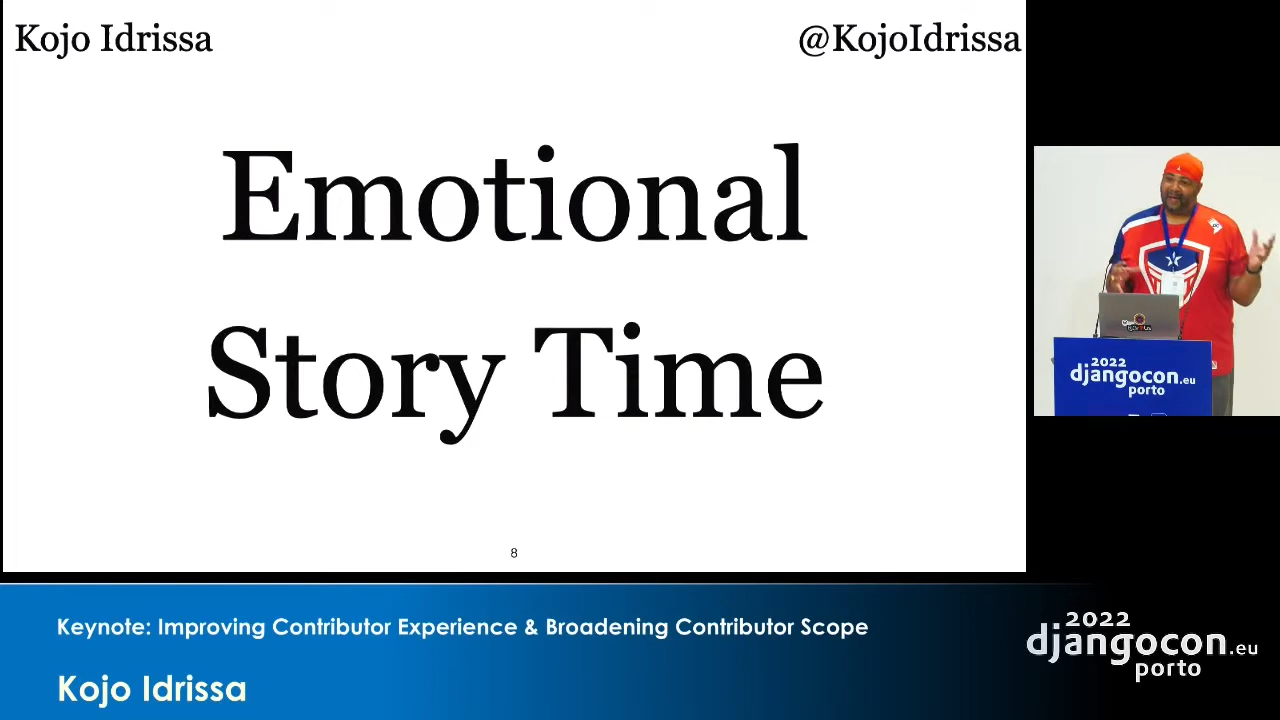 Kojo Idrissa
@KojoIdrissa
Emotional
Story Time
8
2022
djangocon.eu
porto
Keynote: Improving Contributor Experience & Broadening Contributor Scope
Kojo Idrissa
2022
djangocon.eu
porto